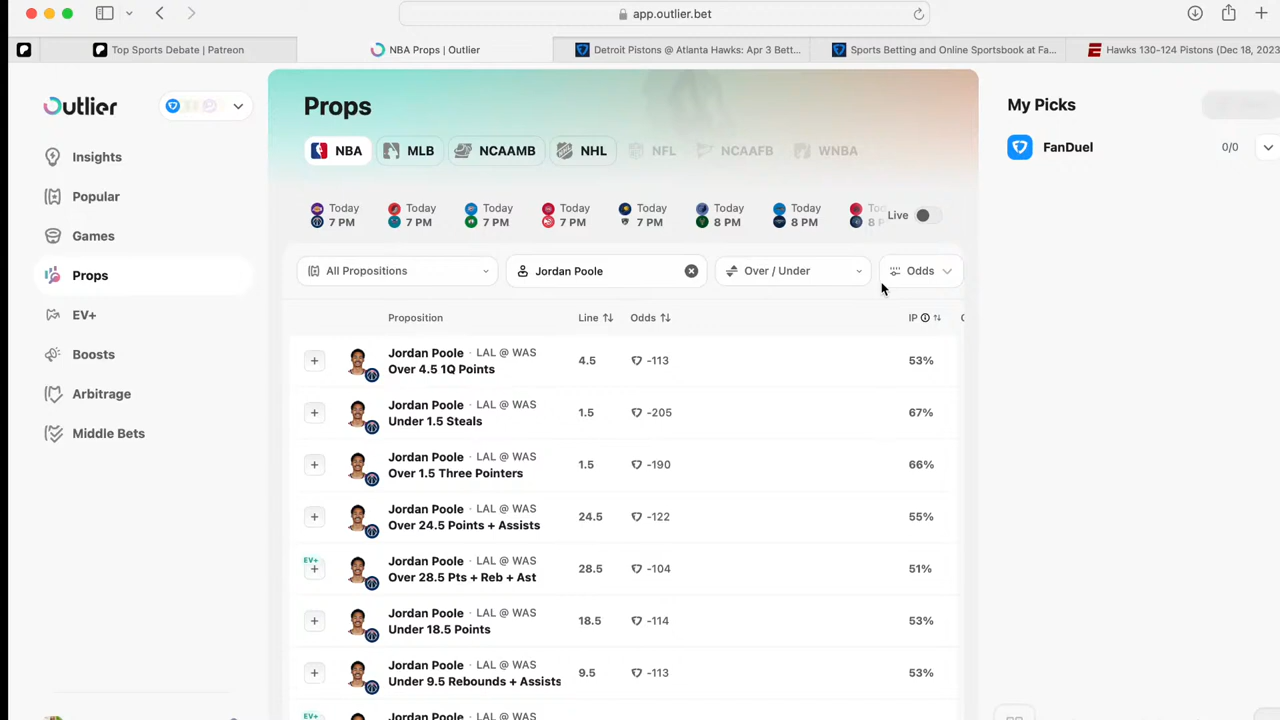 app.outlier.bet
Top Sports Debate | Patreon
NBA Props | Outlier
Detroit Pistons @ Atlanta Hawks: Apr 3 Bett...
Sports Betting and Online Sportsbook at Fa...
Hawks 130-124 Pistons (Dec 18, 2023
Outlier
Insights
Popular
Games
Props
EV+
Boosts
Arbitrage
Middle Bets
Props
NBA
MLB
NCAAMB
NHL
NFL
NCAAFB
WNBA
Today
7 PM
Today
7 PM
Today
7 PM
Today
7 PM
Today
7 PM
Today
8 PM
Today
8 PM
8 P
Live
All Propositions
Jordan Poole
Over / Under
Odds
Proposition
Line
Odds
IP
Jordan Poole · LAL @ WAS
Over 4.5 1Q Points
4.5
-113
53%
Jordan Poole · LAL @ WAS
Under 1.5 Steals
1.5
-205
67%
Jordan Poole · LAL @ WAS
Over 1.5 Three Pointers
1.5
-190
66%
Jordan Poole · LAL @ WAS
Over 24.5 Points + Assists
24.5
-122
55%
EV+
Jordan Poole · LAL @ WAS
Over 28.5 Pts + Reb + Ast
28.5
-104
51%
Jordan Poole · LAL @ WAS
Under 18.5 Points
18.5
-114
53%
Jordan Poole · LAL @ WAS
Under 9.5 Rebounds + Assists
9.5
-113
53%
EV+
Jordan Poole · LAL @ WAS
My Picks
FanDuel
0/0